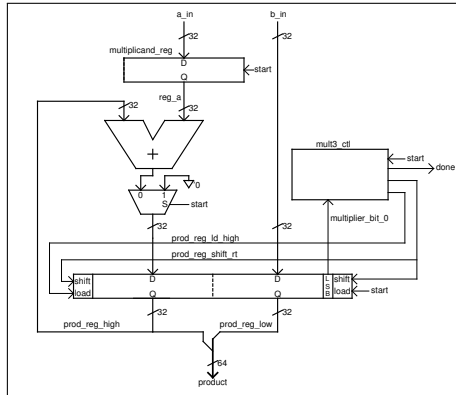 a_in
b_in
32
32
multiplicand_reg
D
Q
start
reg_a
32
32
+
mult3_ctl
start
done
0
1
0
S
start
multiplier_bit_0
32
32
prod_reg_ld_high
prod_reg_shift_rt
shift
load
D
Q
D
Q
L
S
B
shift
load
start
prod_reg_high
32
prod_reg_low
32
64
product